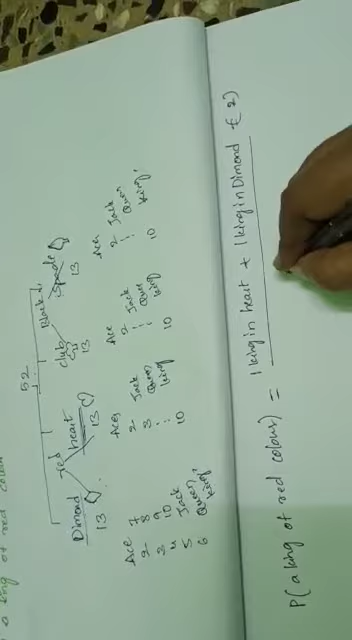 a king of red colour
52
red
Black
Dimond
heart
club
Spade
13
13
13
13
Ace 7
2 8
3 9
4 10
5 Jack
6 Queen
King
Ace
2 Jack
3 Queen
: King
10
Ace
2 Jack
: Quee
: King
10
Ace
2 Jack
: Queen
: King
10
P(a king of red colour) = 1 king in heart + 1 king in Dimond (2)